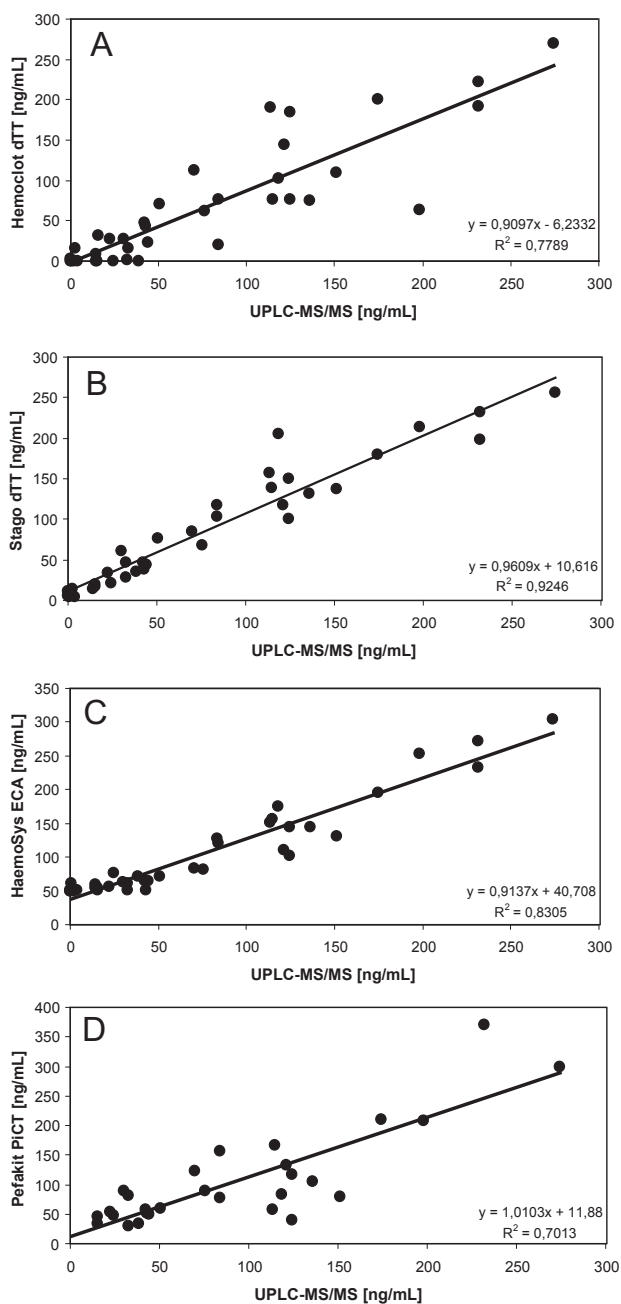 A
Hemoclot dTT [ng/mL]
300
250
200
150
100
50
0
y = 0,9097x - 6,2332
R² = 0,7789
0 50 100 150 200 250 300
UPLC-MS/MS [ng/mL]
B
Stago dTT [ng/mL]
300
250
200
150
100
50
0
y = 0,9609x + 10,616
R² = 0,9246
0 50 100 150 200 250 300
UPLC-MS/MS [ng/mL]
C
HaemoSys ECA [ng/mL]
350
300
250
200
150
100
50
0
y = 0,9137x + 40,708
R² = 0,8305
0 50 100 150 200 250 300
UPLC-MS/MS [ng/mL]
D
Pefakit PiCT [ng/mL]
400
350
300
250
200
150
100
50
0
y = 1,0103x + 11,88
R² = 0,7013
0 50 100 150 200 250 300
UPLC-MS/MS [ng/mL]